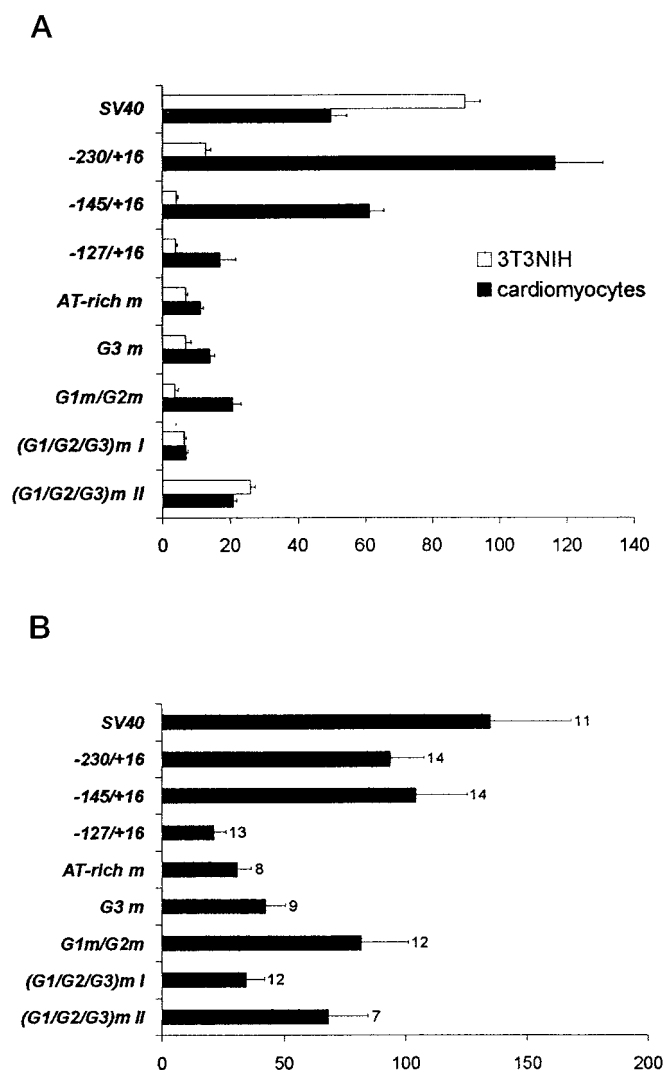 A
SV40
-230/+16
-145/+16
-127/+16
AT-rich m
G3 m
G1m/G2m
(G1/G2/G3)m I
(G1/G2/G3)m II
3T3NIH
cardiomyocytes
0 20 40 60 80 100 120 140
B
SV40 11
-230/+16 14
-145/+16 14
-127/+16 13
AT-rich m 8
G3 m 9
G1m/G2m 12
(G1/G2/G3)m I 12
(G1/G2/G3)m II 7
0 50 100 150 200